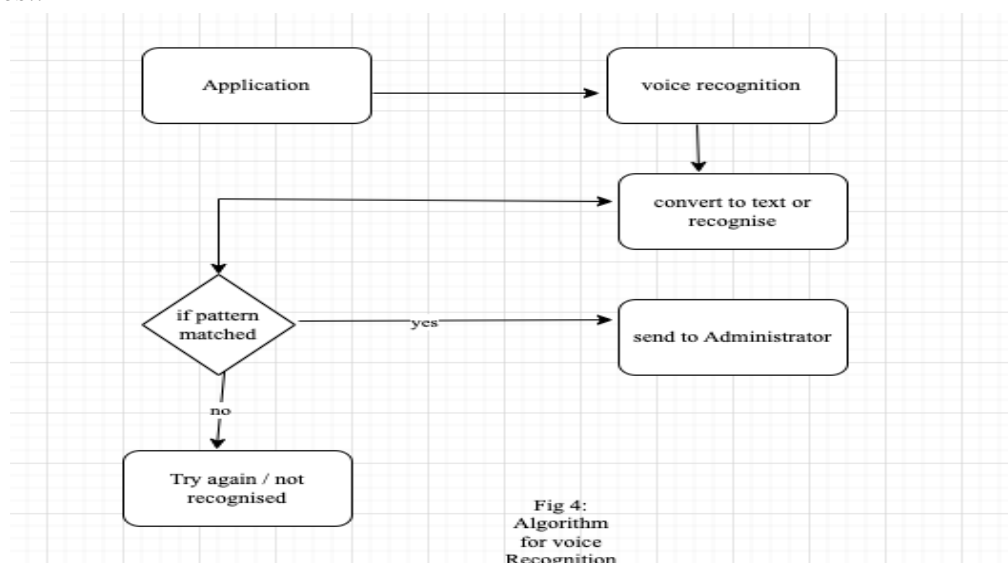 Application
voice recognition
convert to text or
recognise
if pattern
matched
yes
send to Administrator
no
Try again / not
recognised
Fig 4:
Algorithm
for voice
Recognition